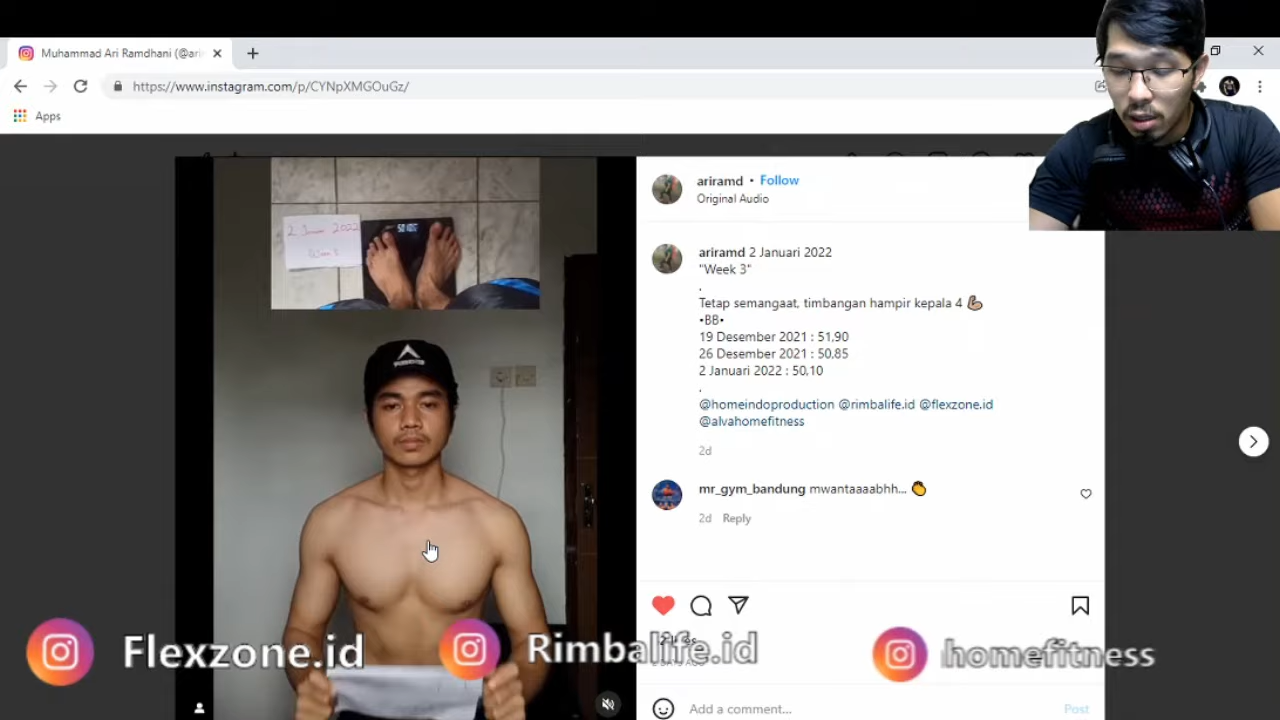 Muhammad Ari Ramdhani (@ari
https://www.instagram.com/p/CYNpXMGOuGz/
Apps
2 Januari 2022
ariramd • Follow
Original Audio
ariramd 2 Januari 2022
"Week 3"
.
Tetap semangaat, timbangan hampir kepala 4 💪🏼
•BB•
19 Desember 2021 : 51,90
26 Desember 2021 : 50,85
2 Januari 2022 : 50,10
.
@homeindoproduction @rimbalife.id @flexzone.id
@alvahomefitness
2d
mr_gym_bandung mwantaaaabhh... 👏
2d Reply
Flexzone.id
Rimbalife.id
homefitness
Add a comment...
Post